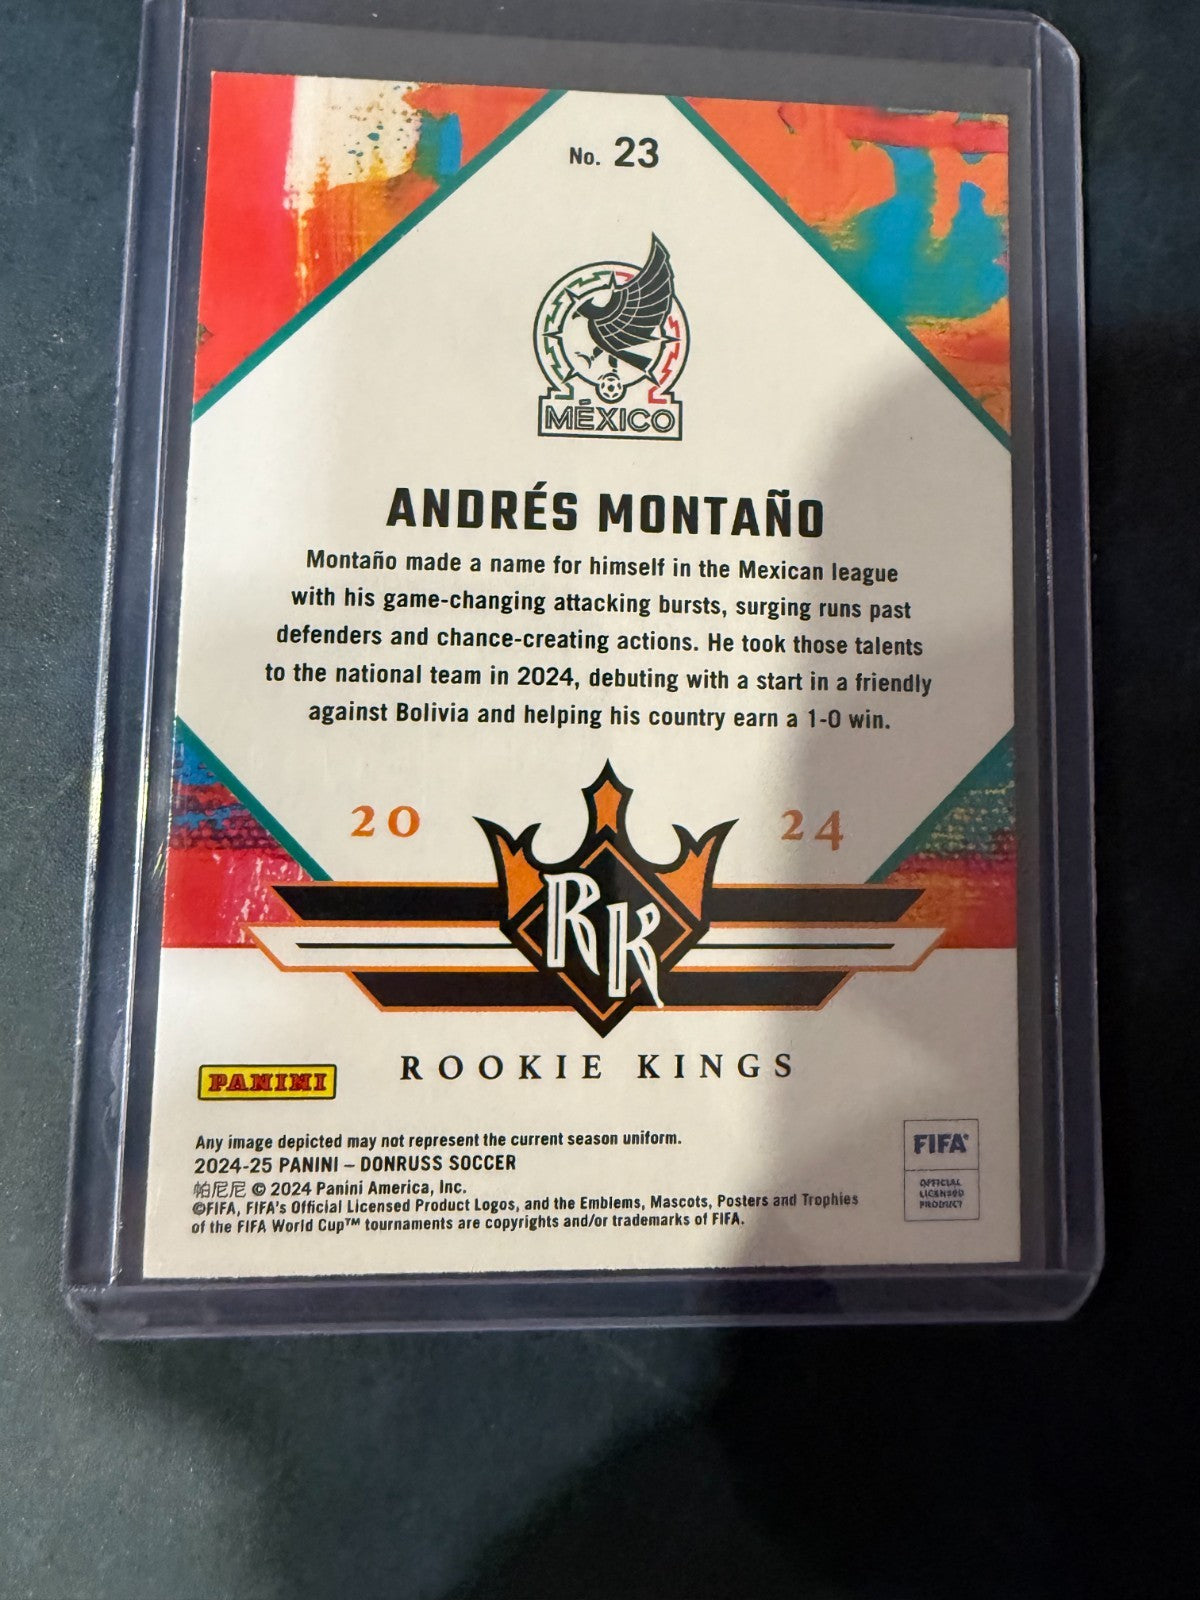 No. 23
MÉXICO
ANDRÉS MONTAÑO
Montaño made a name for himself in the Mexican league
with his game-changing attacking bursts, surging runs past
defenders and chance-creating actions. He took those talents
to the national team in 2024, debuting with a start in a friendly
against Bolivia and helping his country earn a 1-0 win.
20 24
RK
ROOKIE KINGS
PANINI
Any image depicted may not represent the current season uniform.
2024-25 PANINI – DONRUSS SOCCER
帕尼尼 © 2024 Panini America, Inc.
©FIFA, FIFA's Official Licensed Product Logos, and the Emblems, Mascots, Posters and Trophies
of the FIFA World Cup™ tournaments are copyrights and/or trademarks of FIFA.
FIFA®
OFFICIAL
LICENSED
PRODUCT